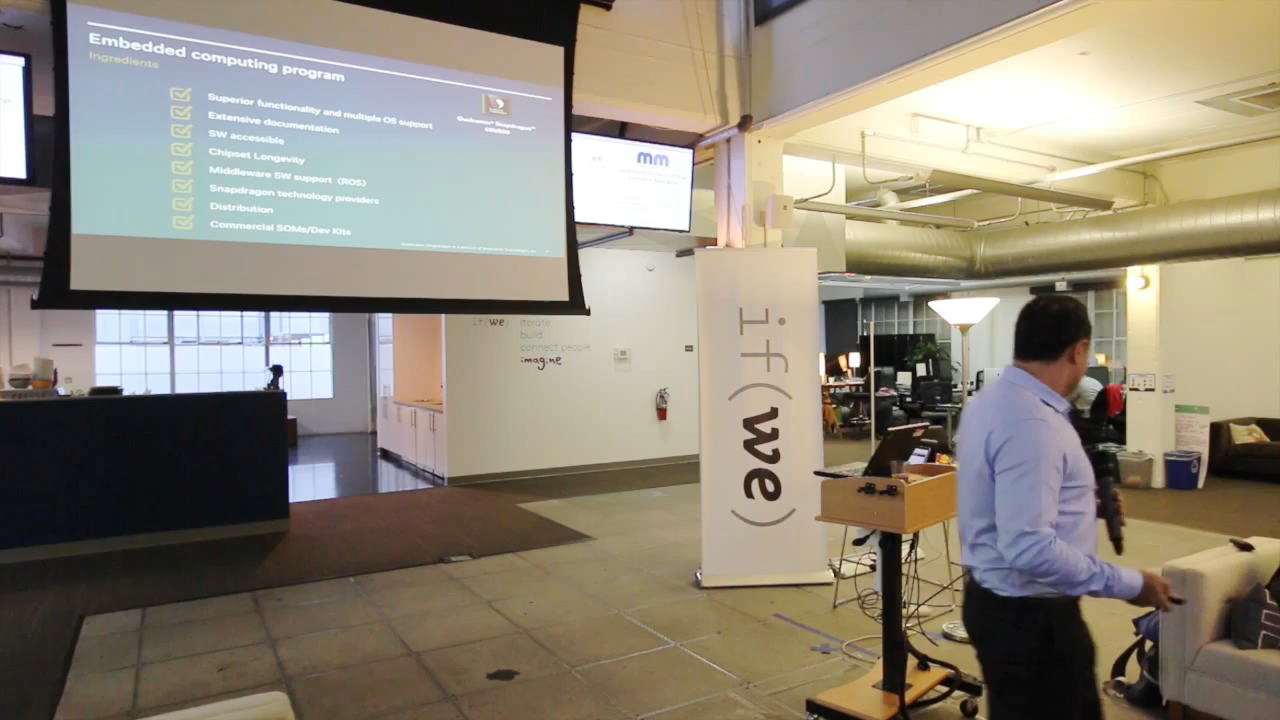 Embedded computing program
Ingredients
Superior functionality and multiple OS support
Extensive documentation
SW accessible
Chipset Longevity
Middleware SW support (ROS)
Snapdragon technology providers
Distribution
Commercial SOMs/Dev Kits
Qualcomm® Snapdragon™
mm
if(we)
iterate
build
connect people
imagine
if(we)